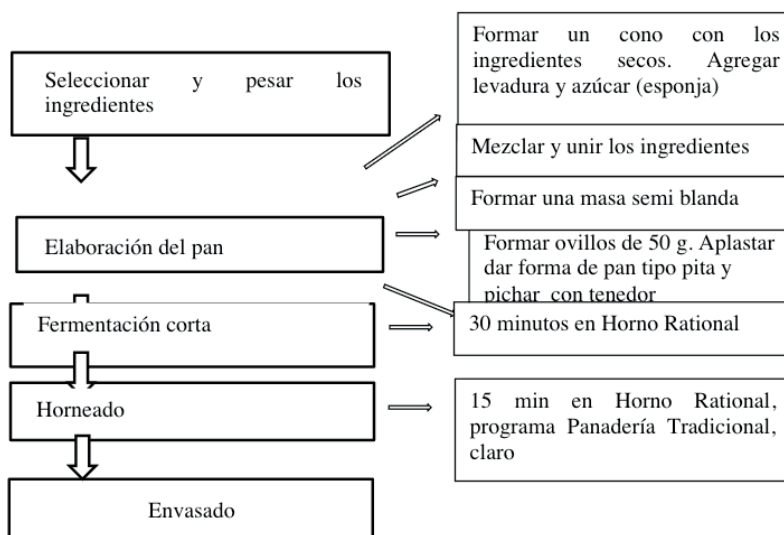 Seleccionar y pesar los
ingredientes
Formar un cono con los
ingredientes secos. Agregar
levadura y azúcar (esponja)
Mezclar y unir los ingredientes
Formar una masa semi blanda
Elaboración del pan
Formar ovillos de 50 g. Aplastar
dar forma de pan tipo pita y
pichar con tenedor
Fermentación corta
30 minutos en Horno Rational
Horneado
15 min en Horno Rational,
programa Panadería Tradicional,
claro
Envasado